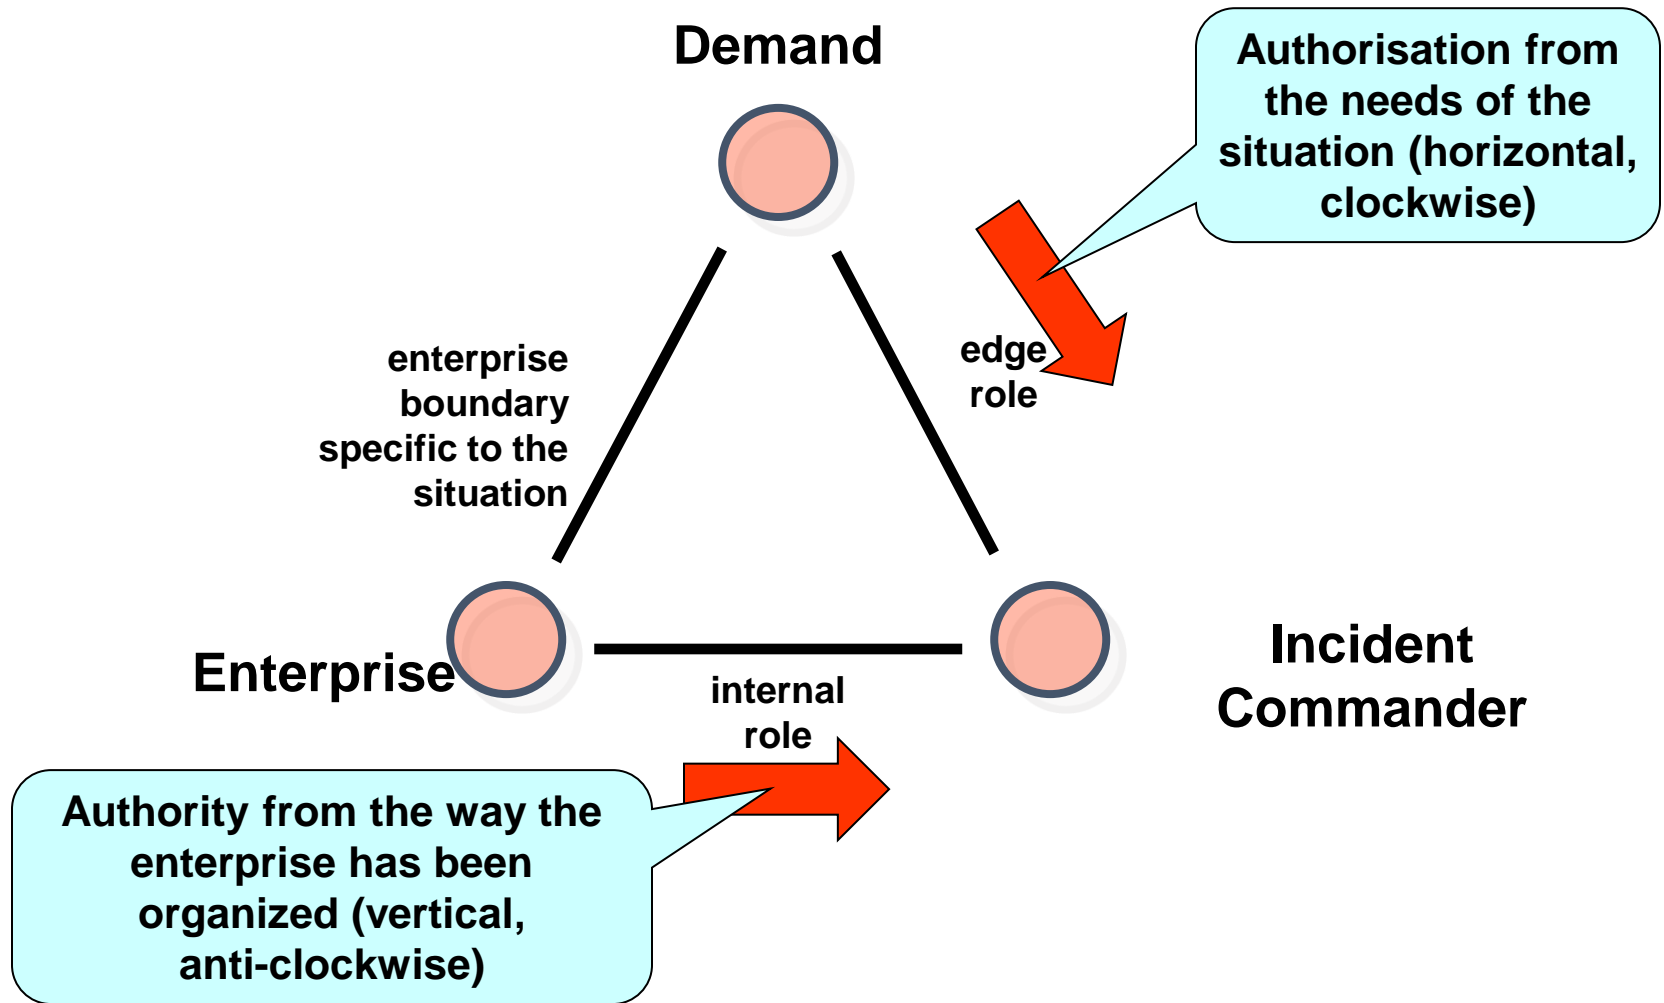 Demand
Authorisation from
the needs of the
situation (horizontal,
clockwise)
enterprise
boundary
specific to the
situation
edge
role
Enterprise
internal
role
Incident
Commander
Authority from the way the
enterprise has been
organized (vertical,
anti-clockwise)